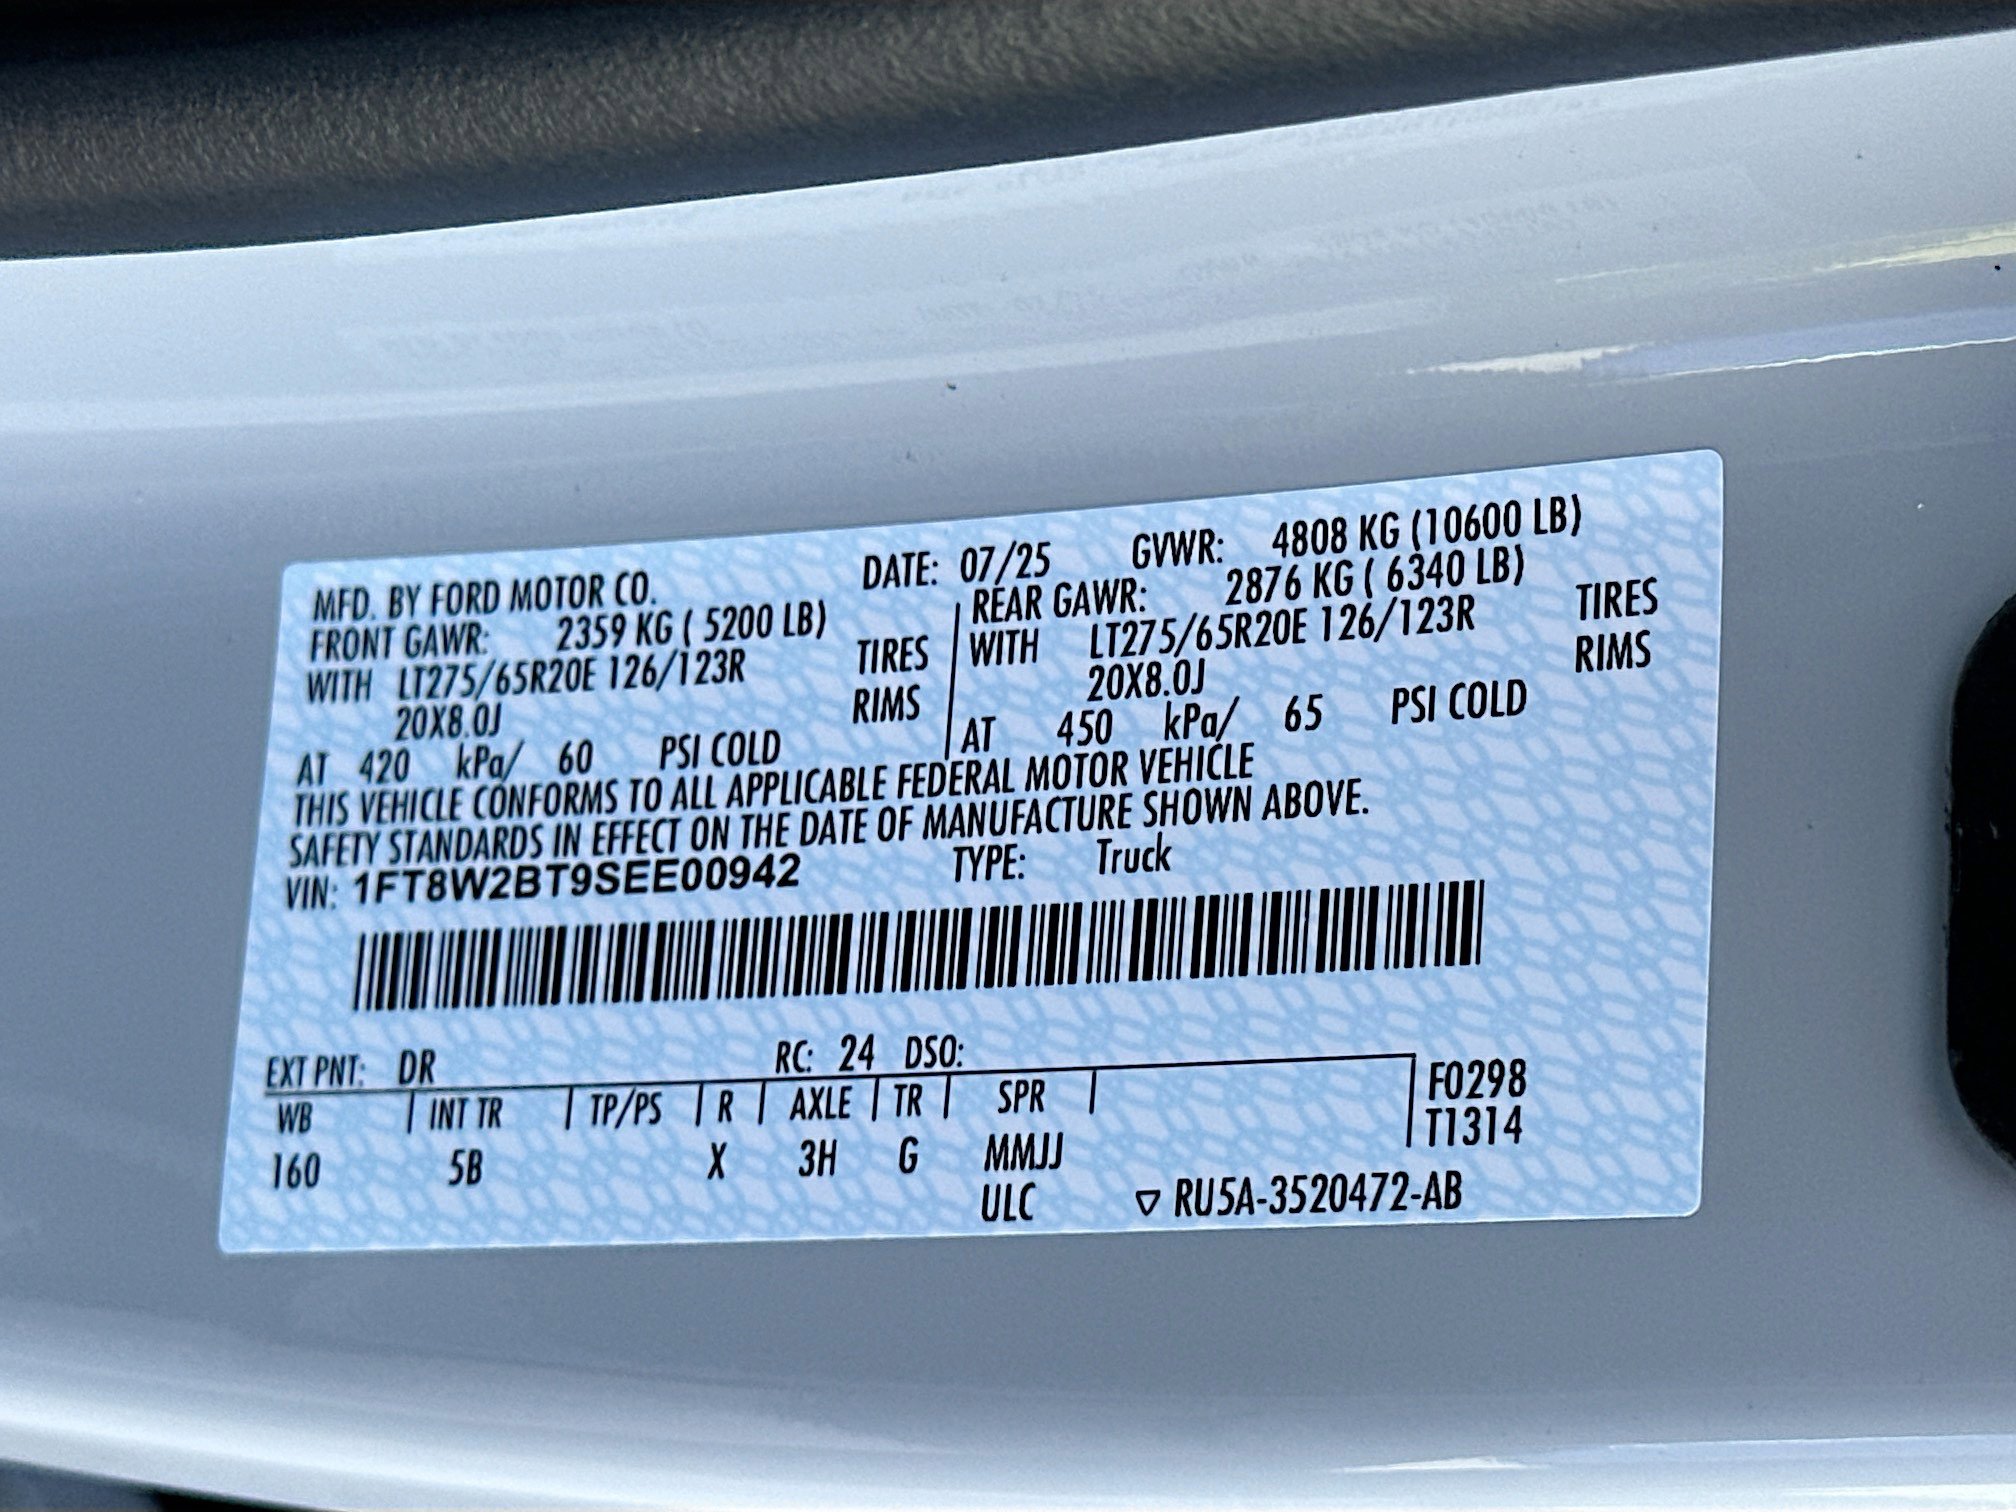 MFD. BY FORD MOTOR CO. DATE: 07/25 GVWR: 4808 KG (10600 LB)
FRONT GAWR: 2359 KG ( 5200 LB) REAR GAWR: 2876 KG ( 6340 LB)
WITH LT275/65R20E 126/123R TIRES WITH LT275/65R20E 126/123R TIRES
20X8.0J RIMS 20X8.0J RIMS
AT 420 kPa/ 60 PSI COLD AT 450 kPa/ 65 PSI COLD
THIS VEHICLE CONFORMS TO ALL APPLICABLE FEDERAL MOTOR VEHICLE
SAFETY STANDARDS IN EFFECT ON THE DATE OF MANUFACTURE SHOWN ABOVE.
VIN: 1FT8W2BT9SEE00942 TYPE: Truck
EXT PNT: DR RC: 24 DSO:
WB | INT TR | TP/PS | R | AXLE | TR | SPR | F0298
T1314
160 5B X 3H G MMJJ
ULC ▽ RU5A-3520472-AB